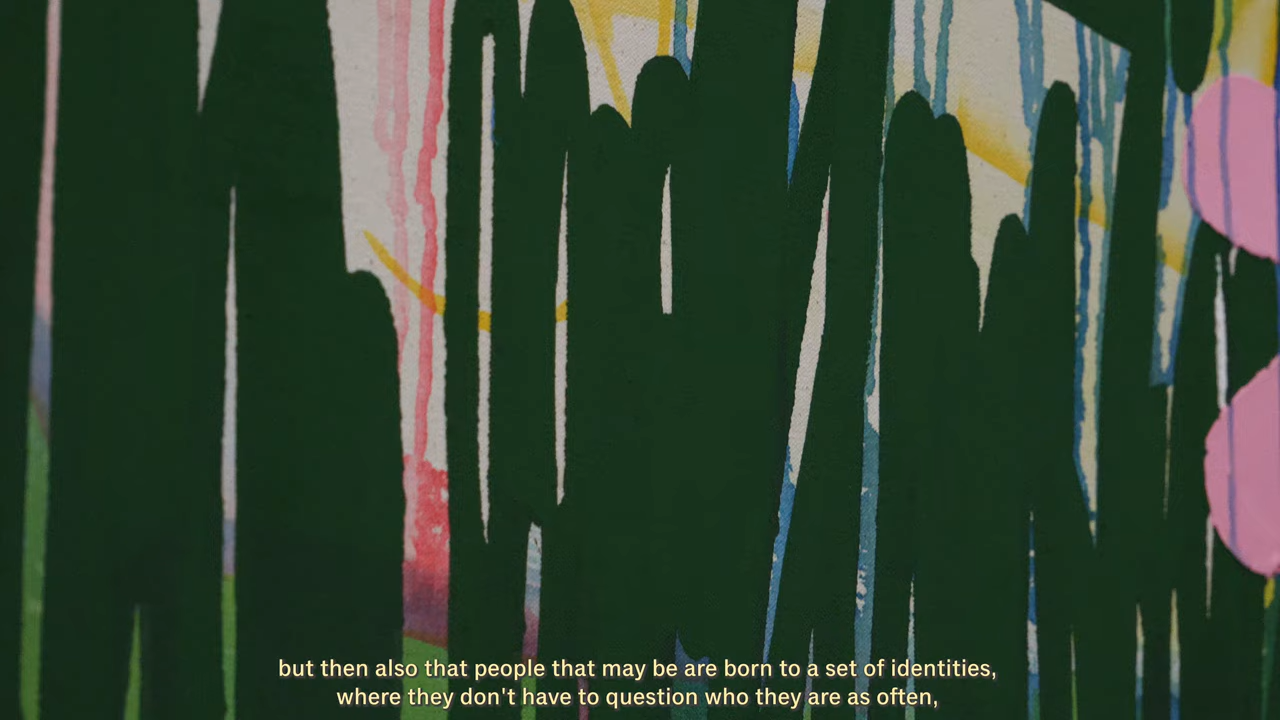 but then also that people that may be are born to a set of identities,
where they don't have to question who they are as often,